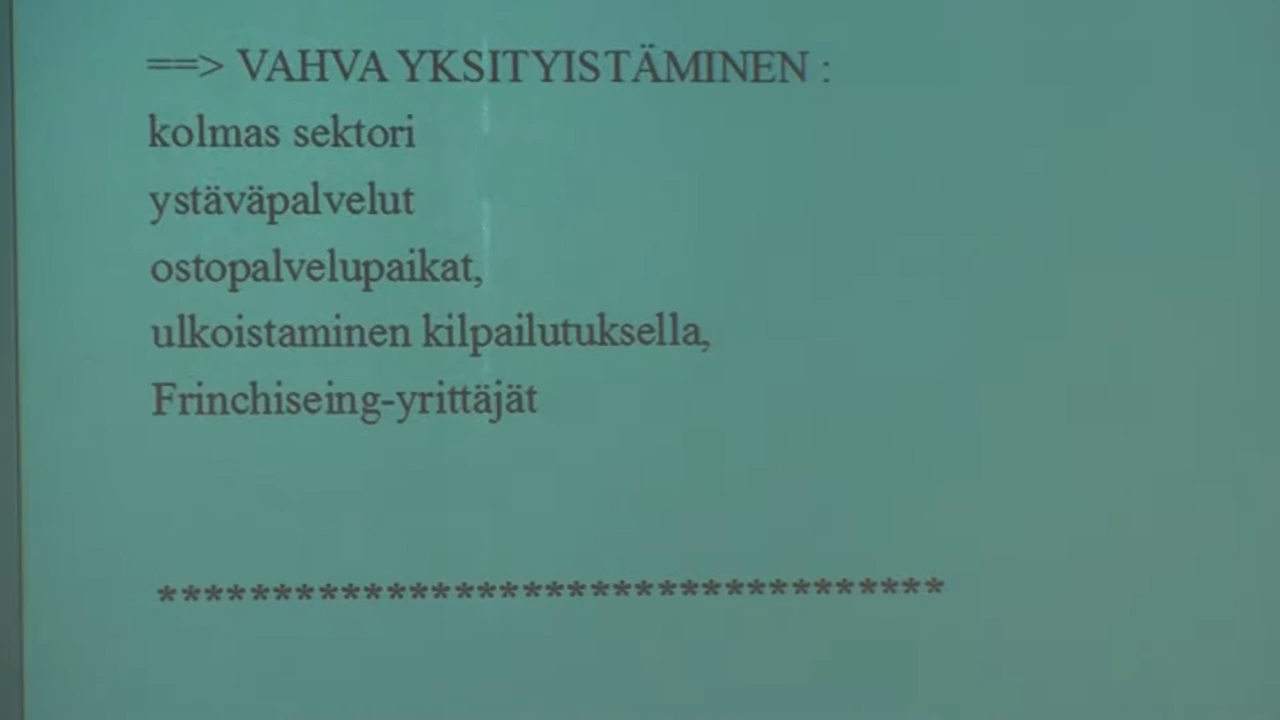 ==> VAHVA YKSITYISTÄMINEN :
kolmas sektori
ystäväpalvelut
ostopalvelupaikat,
ulkoistaminen kilpailutuksella,
Frinchiseing-yrittäjät
***********************************